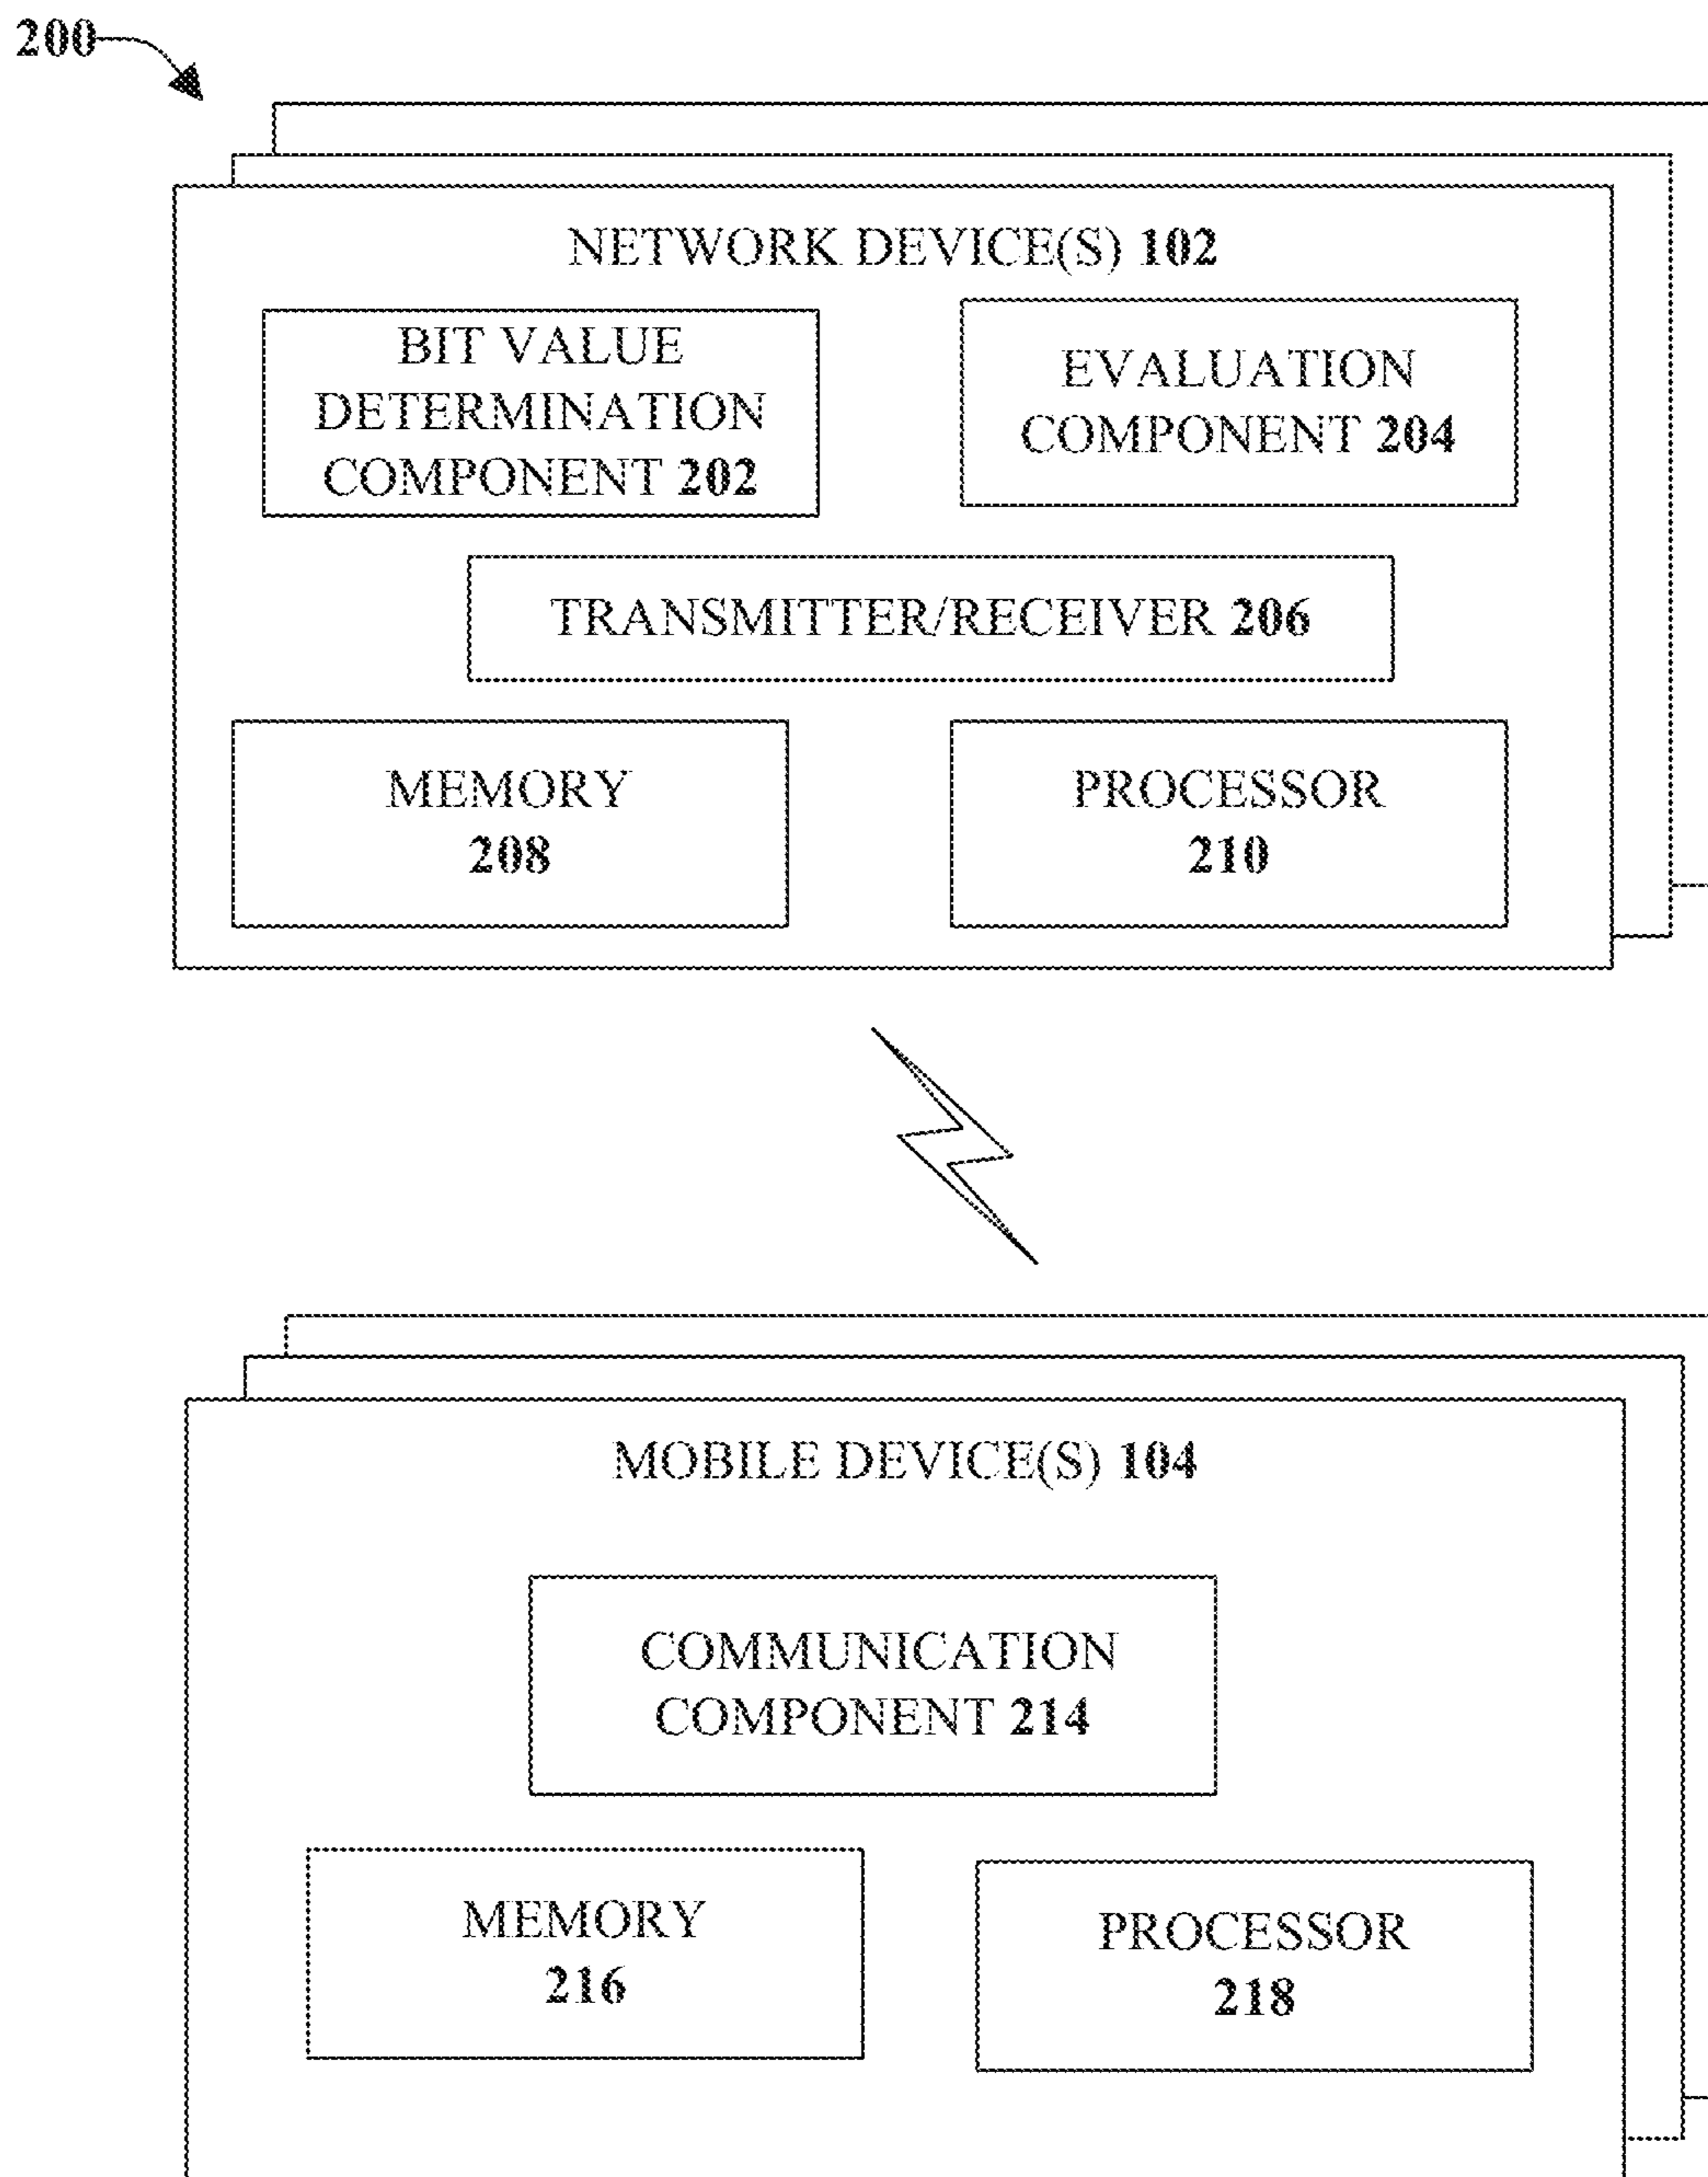 200
NETWORK DEVICE(S) 102
BIT VALUE
DETERMINATION
COMPONENT 202
EVALUATION
COMPONENT 204
TRANSMITTER/RECEIVER 206
MEMORY
208
PROCESSOR
210
MOBILE DEVICE(S) 104
COMMUNICATION
COMPONENT 214
MEMORY
216
PROCESSOR
218